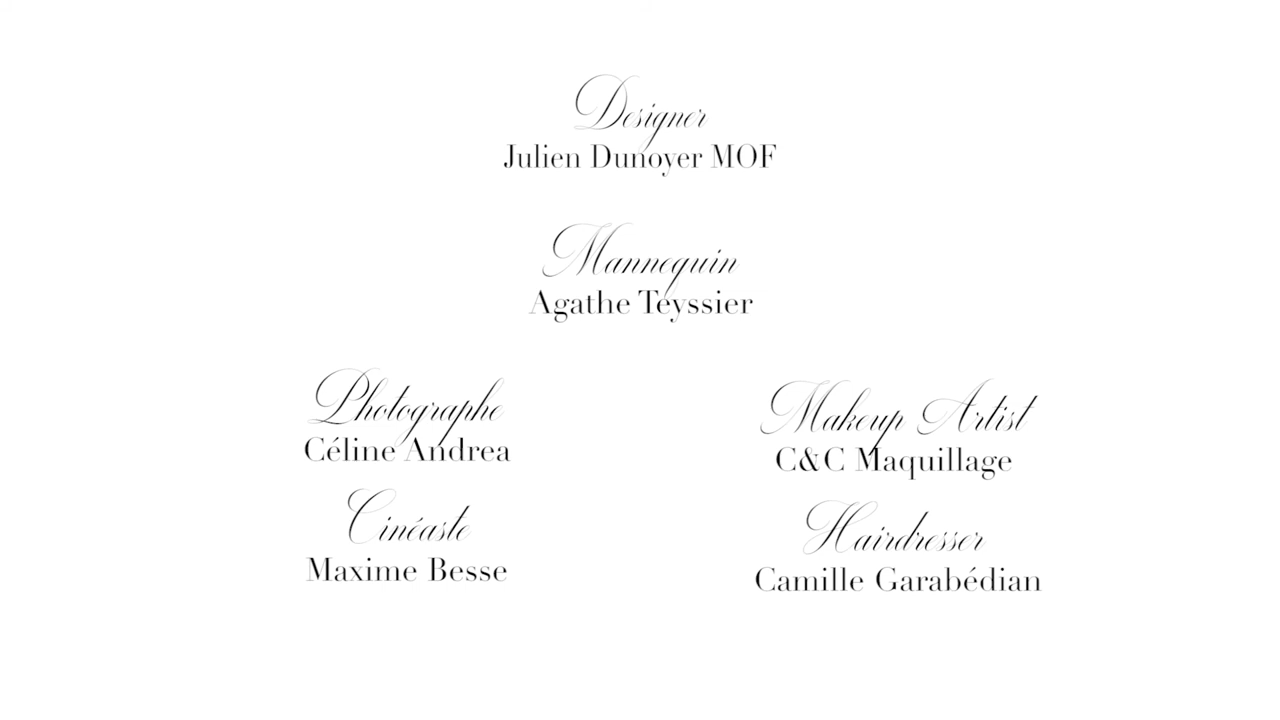 Designer
Julien Dunoyer MOF
Mannequin
Agathe Teyssier
Photographe
Céline Andrea
Cinéaste
Maxime Besse
Makeup Artist
C&C Maquillage
Hairdresser
Camille Garabédian